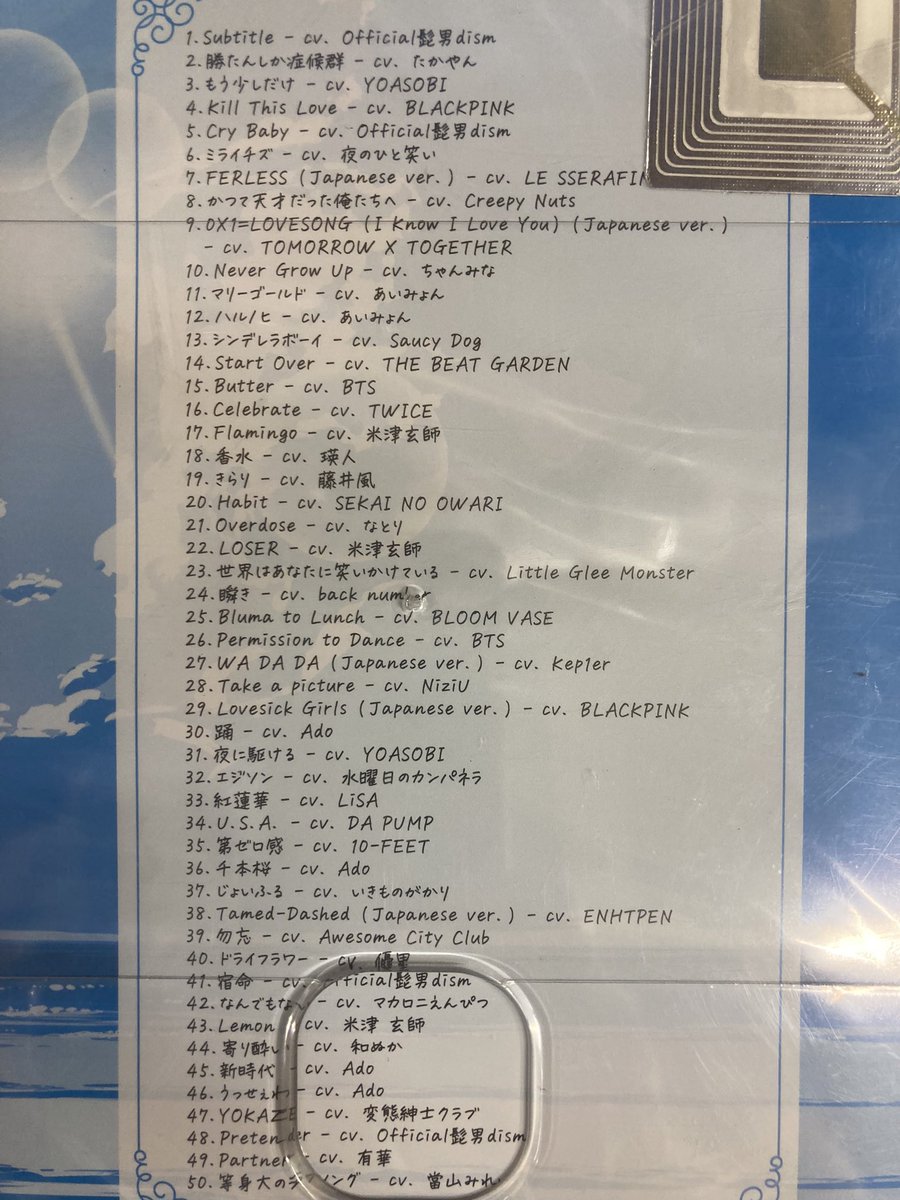 1.Subtitle - cv. Official髭男dism
2.勝たんしか症候群 - cv. たかやん
3.もう少しだけ - cv. YOASOBI
4.Kill This Love - cv. BLACKPINK
5.Cry Baby - cv. Official髭男dism
6.ミライチズ - cv. 夜のひと笑い
7.FERLESS (Japanese ver.) - cv. LE
8.かつて天才だった俺たちへ - cv. Creepy Nuts
9.0X1=LOVESONG (I Know I Love You) (Japanese ver.)
- cv. TOMORROW X TOGETHER
10.Never Grow Up - cv. ちゃんみな
11.マリーゴールド - cv. あいみょん
12.ハルノヒ - cv. あいみょん
13.シンデレラボーイ - cv. Saucy Dog
14.Start Over - cv. THE BEAT GARDEN
15.Butter - cv. BTS
16.Celebrate - cv. TWICE
17.Flamingo - cv. 米津玄師
18.香水 - cv. 瑛人
19.きらり - cv. 藤井風
20.Habit - cv. SEKAI NO OWARI
21.Overdose - cv. なとり
22.LOSER - cv. 米津玄師
23.世界はあなたに笑いかけている - cv. Little Glee Monster
24.瞬き - cv. back number
25.Bluma to Lunch - cv. BLOOM VASE
26.Permission to Dance - cv. BTS
27.WA DA DA (Japanese ver.) - cv. Kep1er
28.Take a picture - cv. NiziU
29.Lovesick Girls (Japanese ver.) - cv. BLACKPINK
30.踊 - cv. Ado
31.夜に駆ける - cv. YOASOBI
32.エジソン - cv. 水曜日のカンパネラ
33.紅蓮華 - cv. LiSA
34.U.S.A. - cv. DA PUMP
35.第ゼロ感 - cv. 10-FEET
36.千本桜 - cv. Ado
37.じょいふる - cv. いきものがかり
38.Tamed-Dashed (Japanese ver.) - cv. ENHTPEN
39.勿忘 - cv. Awesome City Club
40.ドライフラワー - cv. 優里
41.宿命 - cv. Official髭男dism
42.なんでもない - cv. マカロニえんぴつ
43.Lemon - cv. 米津 玄師
44.寄り酔い - cv. 和ぬか
45.新時代 - cv. Ado
46.うっせぇわ - cv. Ado
47.YOKAZE - cv. 変態紳士クラブ
48.Pretender - cv. Official髭男dism
49.Partner - cv. 有華
50.等身大のラブソング - cv. 當山みれい